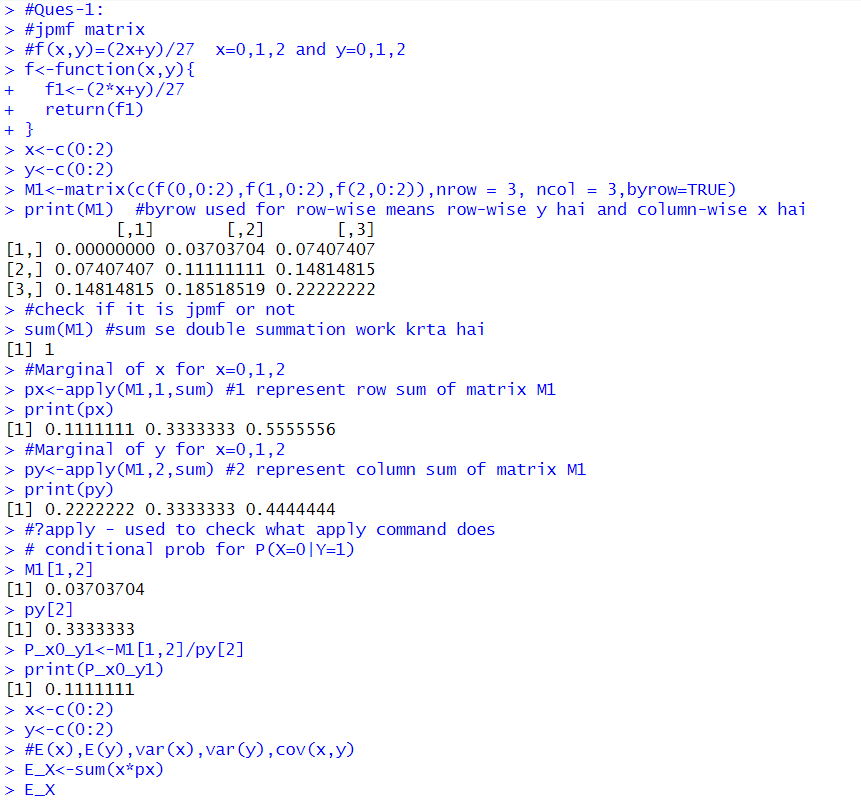 > #Ques-1:
> #jpmf matrix
> #f(x,y)=(2x+y)/27  x=0,1,2 and y=0,1,2
> f<-function(x,y){
+   f1<-(2*x+y)/27
+   return(f1)
+ }
> x<-c(0:2)
> y<-c(0:2)
> M1<-matrix(c(f(0,0:2),f(1,0:2),f(2,0:2)),nrow = 3, ncol = 3,byrow=TRUE)
> print(M1)  #byrow used for row-wise means row-wise y hai and column-wise x hai
           [,1]       [,2]       [,3]
[1,] 0.00000000 0.03703704 0.07407407
[2,] 0.07407407 0.11111111 0.14814815
[3,] 0.14814815 0.18518519 0.22222222
> #check if it is jpmf or not
> sum(M1) #sum se double summation work krta hai
[1] 1
> #Marginal of x for x=0,1,2
> px<-apply(M1,1,sum) #1 represent row sum of matrix M1
> print(px)
[1] 0.1111111 0.3333333 0.5555556
> #Marginal of y for x=0,1,2
> py<-apply(M1,2,sum) #2 represent column sum of matrix M1
> print(py)
[1] 0.2222222 0.3333333 0.4444444
> #?apply - used to check what apply command does
> # conditional prob for P(X=0|Y=1)
> M1[1,2]
[1] 0.03703704
> py[2]
[1] 0.3333333
> P_x0_y1<-M1[1,2]/py[2]
> print(P_x0_y1)
[1] 0.1111111
> x<-c(0:2)
> y<-c(0:2)
> #E(x),E(y),var(x),var(y),cov(x,y)
> E_X<-sum(x*px)
> E_X